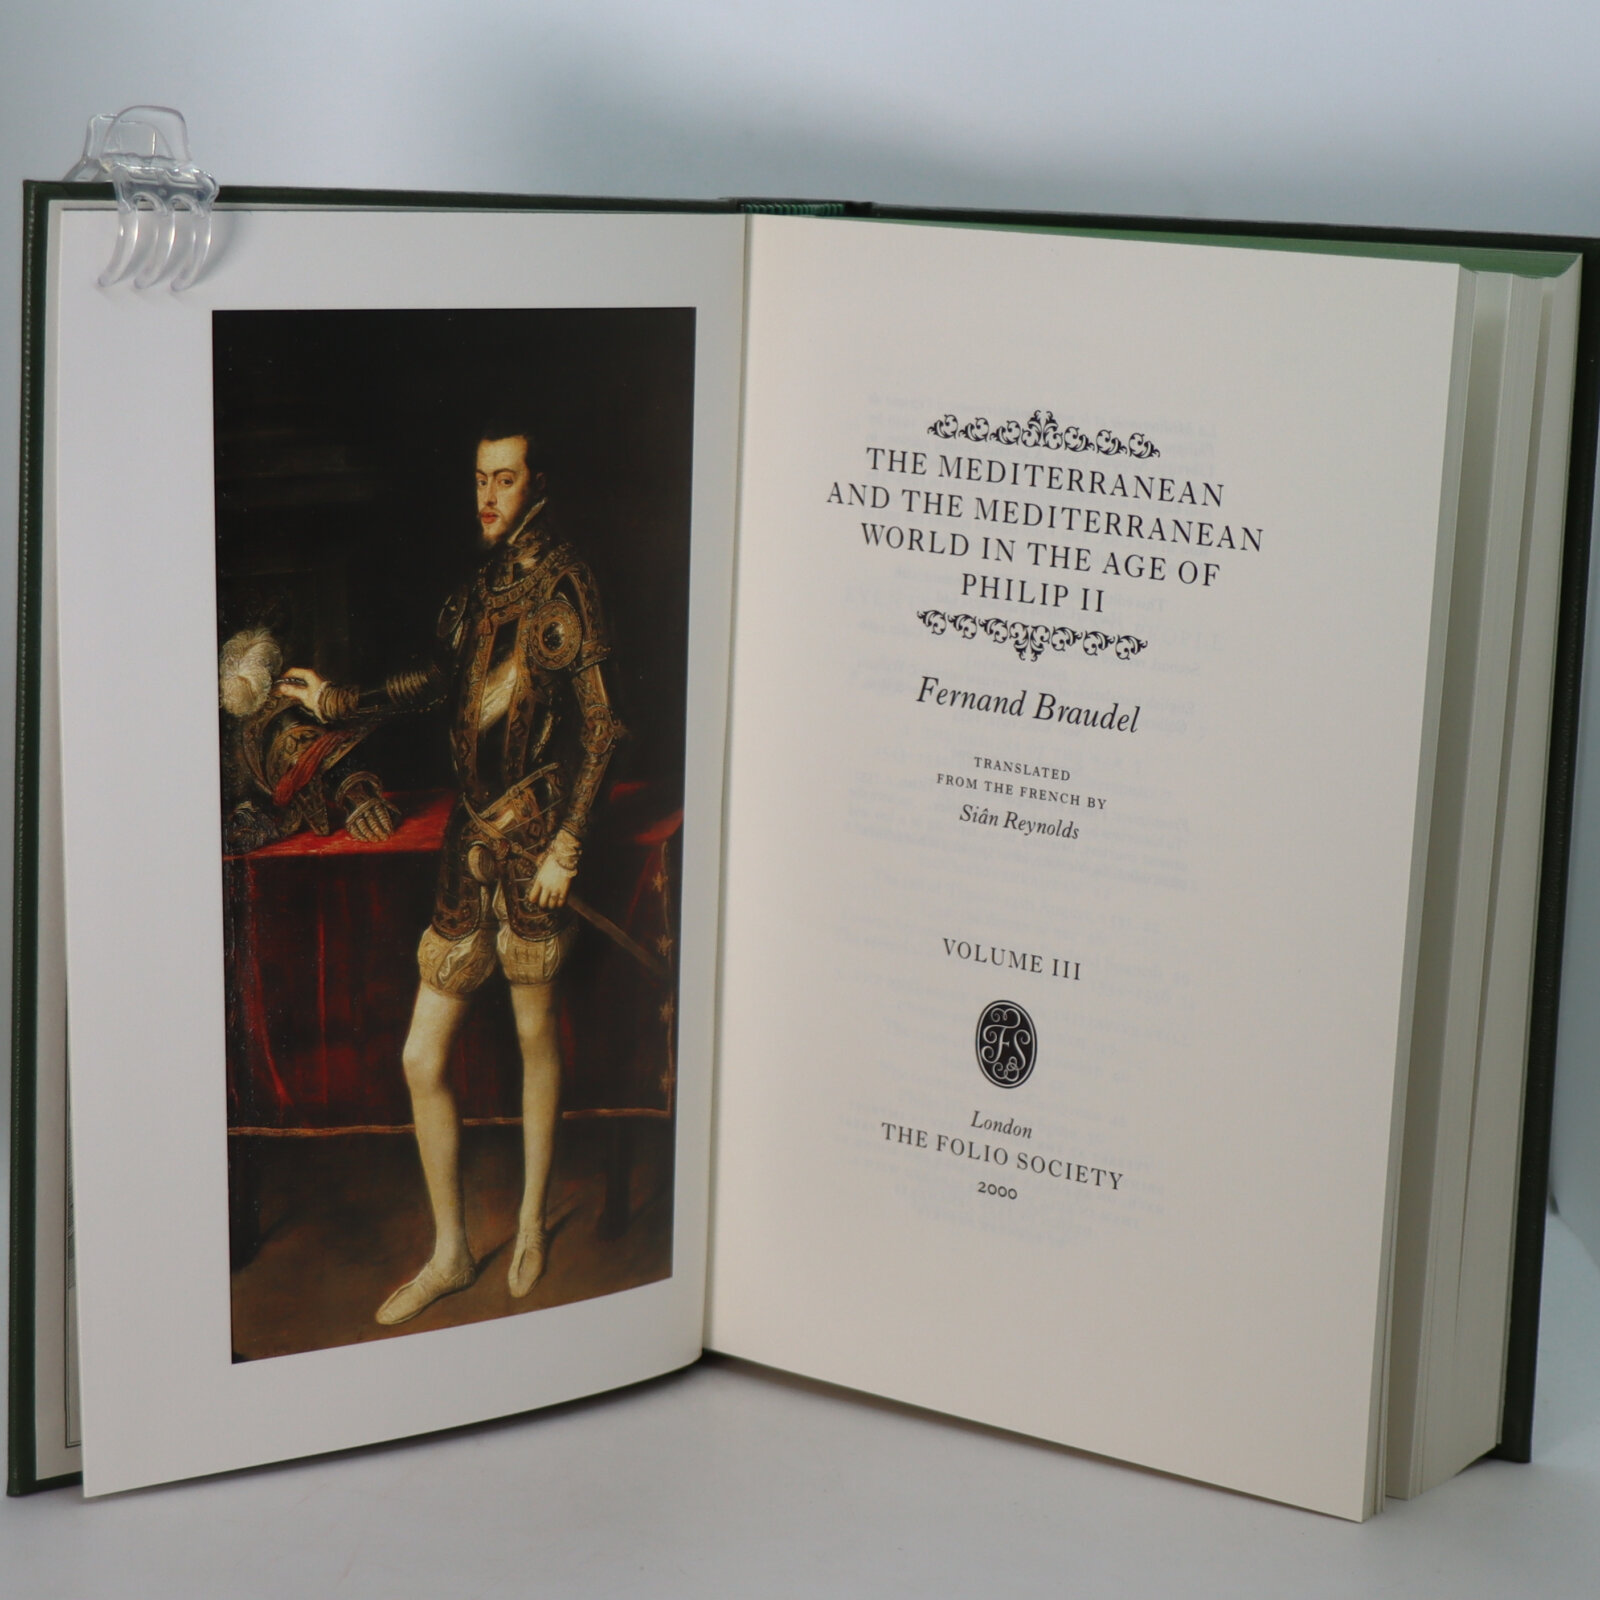 THE MEDITERRANEAN
AND THE MEDITERRANEAN
WORLD IN THE AGE OF
PHILIP II
Fernand Braudel
TRANSLATED
FROM THE FRENCH BY
Siân Reynolds
VOLUME III
FS
London
THE FOLIO SOCIETY
2000